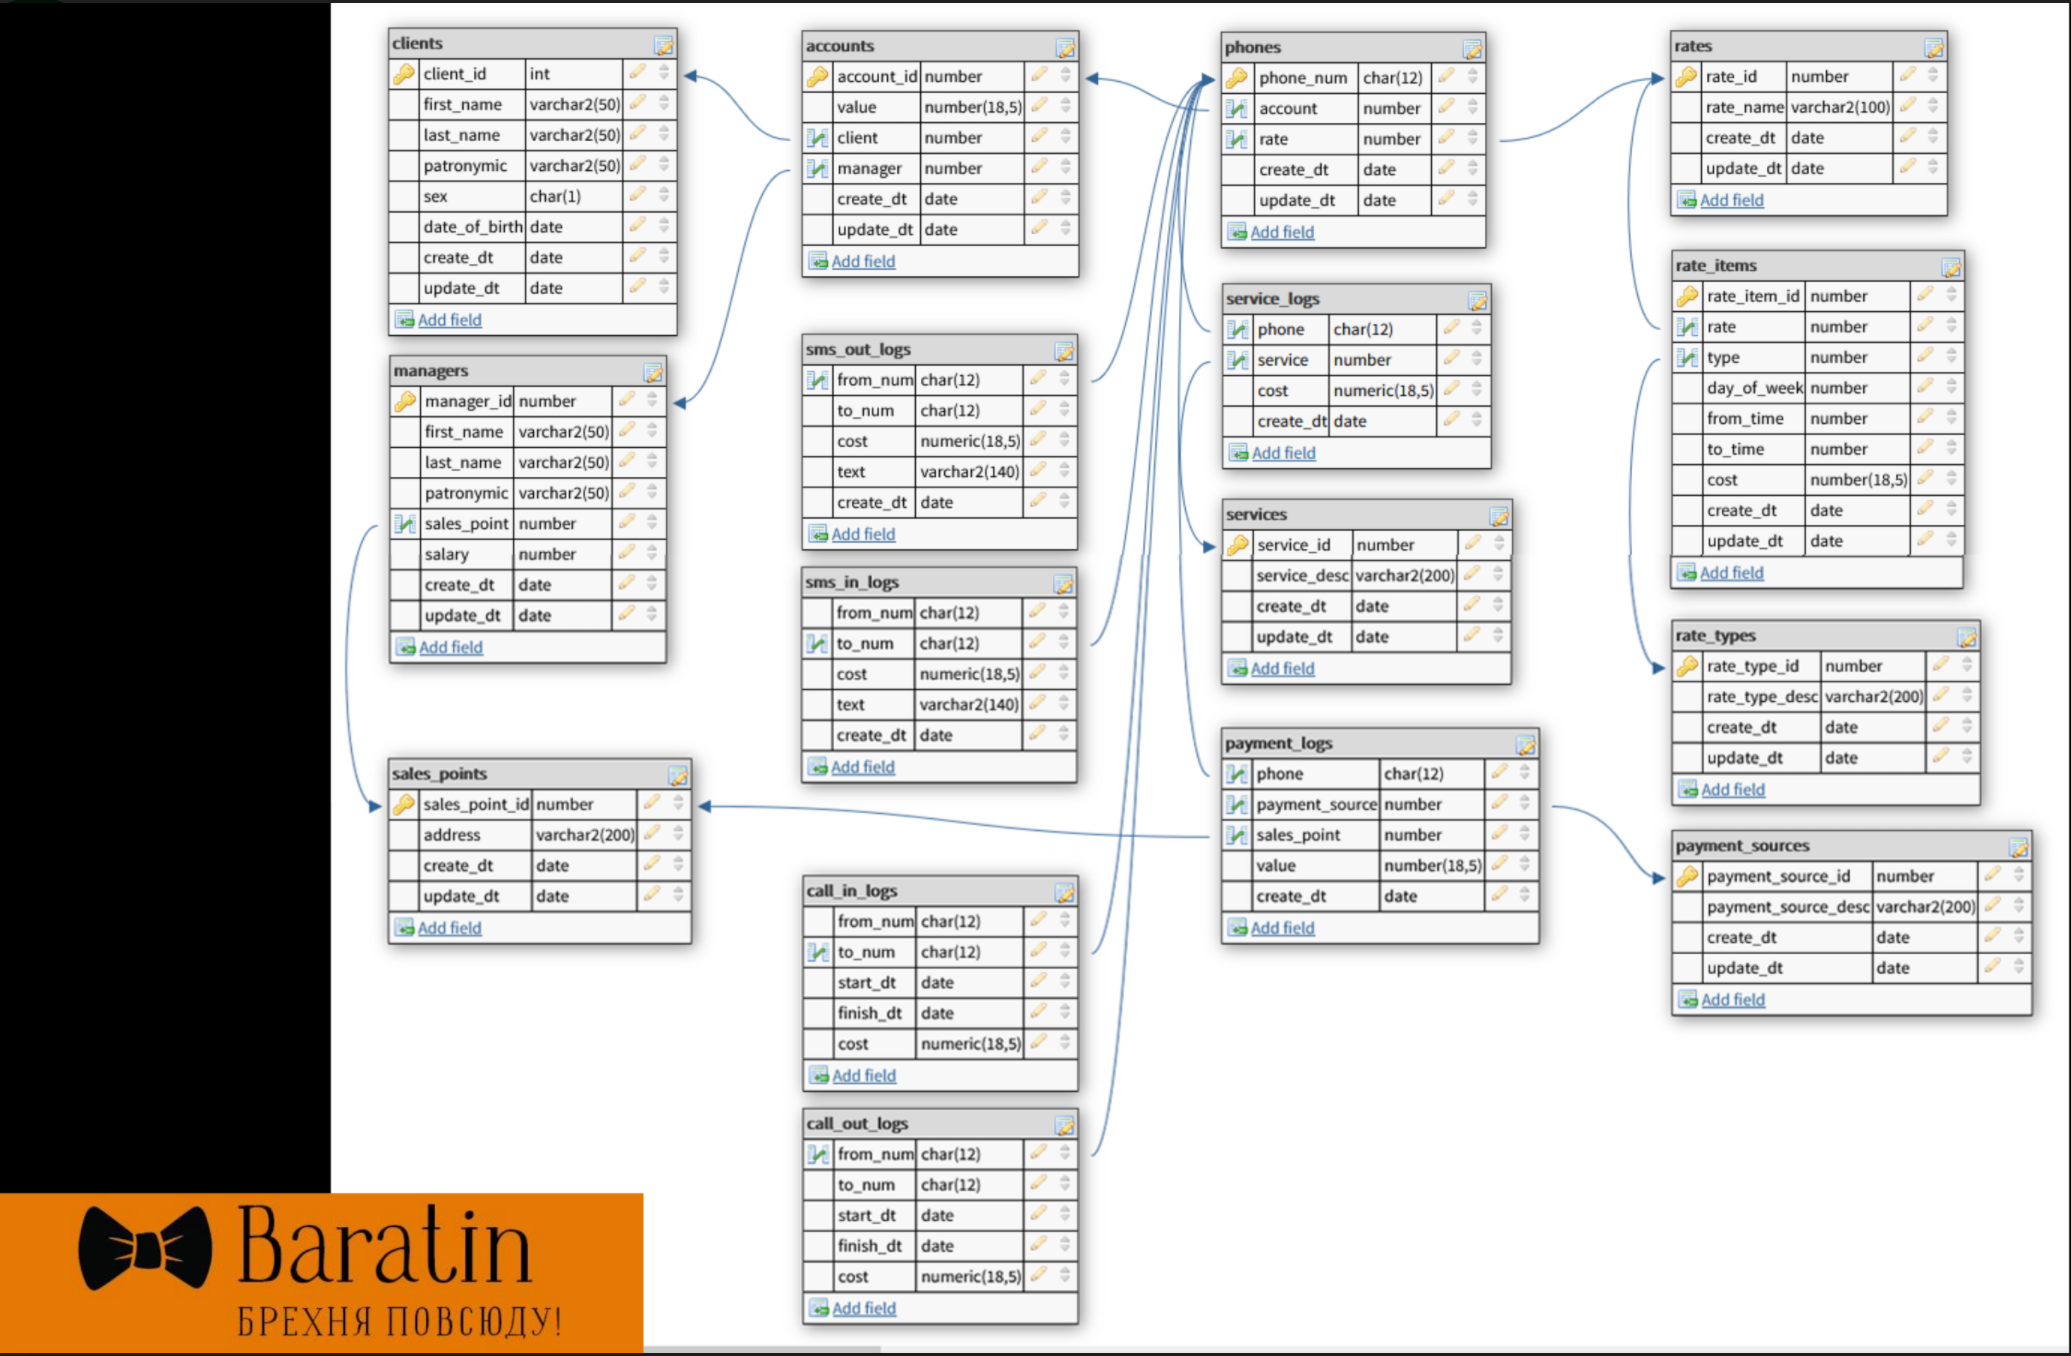 clients
client_id int
first_name varchar2(50)
last_name varchar2(50)
patronymic varchar2(50)
sex char(1)
date_of_birth date
create_dt date
update_dt date
Add field
managers
manager_id number
first_name varchar2(50)
last_name varchar2(50)
patronymic varchar2(50)
sales_point number
salary number
create_dt date
update_dt date
Add field
sales_points
sales_point_id number
address varchar2(200)
create_dt date
update_dt date
Add field
accounts
account_id number
value number(18,5)
client number
manager number
create_dt date
update_dt date
Add field
sms_out_logs
from_num char(12)
to_num char(12)
cost numeric(18,5)
text varchar2(140)
create_dt date
Add field
sms_in_logs
from_num char(12)
to_num char(12)
cost numeric(18,5)
text varchar2(140)
create_dt date
Add field
call_in_logs
from_num char(12)
to_num char(12)
start_dt date
finish_dt date
cost numeric(18,5)
Add field
call_out_logs
from_num char(12)
to_num char(12)
start_dt date
finish_dt date
cost numeric(18,5)
Add field
phones
phone_num char(12)
account number
rate number
create_dt date
update_dt date
Add field
service_logs
phone char(12)
service number
cost numeric(18,5)
create_dt date
Add field
services
service_id number
service_desc varchar2(200)
create_dt date
update_dt date
Add field
payment_logs
phone char(12)
payment_source number
sales_point number
value number(18,5)
create_dt date
Add field
rates
rate_id number
rate_name varchar2(100)
create_dt date
update_dt date
Add field
rate_items
rate_item_id number
rate number
type number
day_of_week number
from_time number
to_time number
cost number(18,5)
create_dt date
update_dt date
Add field
rate_types
rate_type_id number
rate_type_desc varchar2(200)
create_dt date
update_dt date
Add field
payment_sources
payment_source_id number
payment_source_desc varchar2(200)
create_dt date
update_dt date
Add field
Baratin
БРЕХНЯ ПОВСЮДУ!